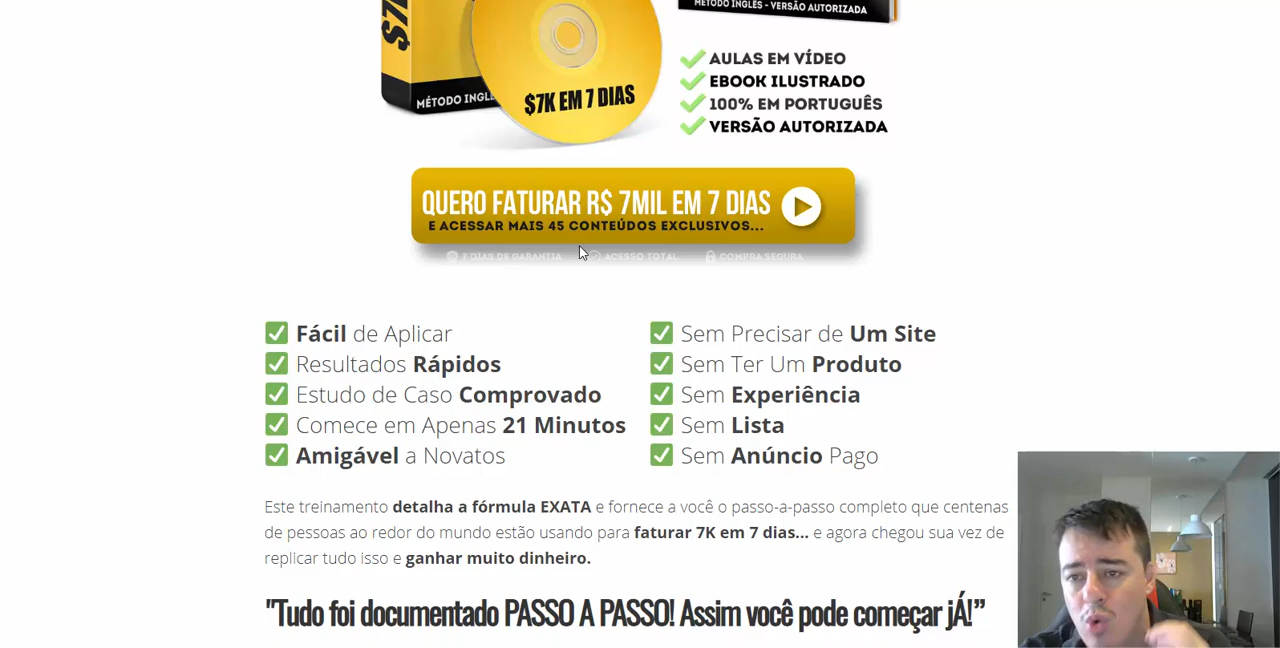 $7K
MÉTODO INGLÊS - VERSÃO AUTORIZADA
MÉTODO
$7K EM 7 DIAS
AULAS EM VÍDEO
EBOOK ILUSTRADO
100% EM PORTUGUÊS
VERSÃO AUTORIZADA
QUERO FATURAR R$ 7MIL EM 7 DIAS
E ACESSAR MAIS 45 CONTEÚDOS EXCLUSIVOS...
7 DIAS DE GARANTIA ACESSO TOTAL COMPRA SEGURA
Fácil de Aplicar
Resultados Rápidos
Estudo de Caso Comprovado
Comece em Apenas 21 Minutos
Amigável a Novatos
Sem Precisar de Um Site
Sem Ter Um Produto
Sem Experiência
Sem Lista
Sem Anúncio Pago
Este treinamento detalha a fórmula EXATA e fornece a você o passo-a-passo completo que centenas
de pessoas ao redor do mundo estão usando para faturar 7K em 7 dias... e agora chegou sua vez de
replicar tudo isso e ganhar muito dinheiro.
"Tudo foi documentado PASSO A PASSO! Assim você pode começar jÁ!”